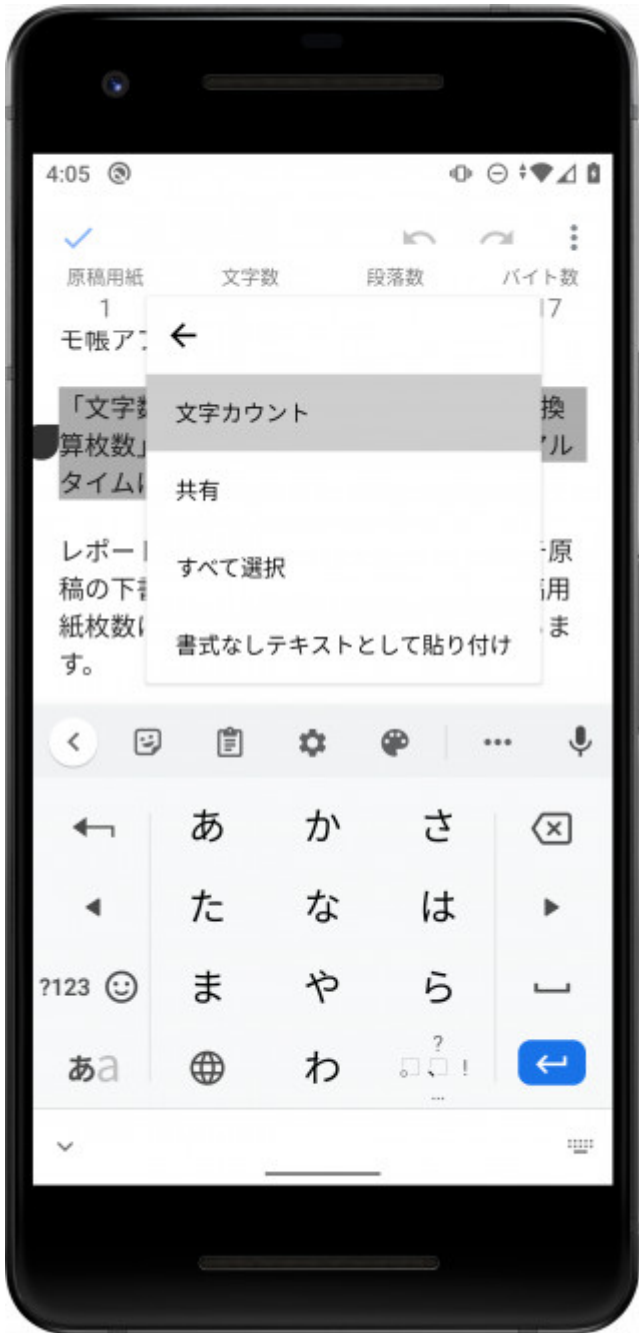 4:05
原稿用紙 文字数 段落数 バイト数
1 17
モ帳ア
文字カウント
「文字 換
算枚数」 ル
タイム
共有
レポー 原
すべて選択
稿の下 用
紙枚数 ま
書式なしテキストとして貼り付け
す。
あ か さ
た な は
?123 ま や ら
あa わ 。、?!…